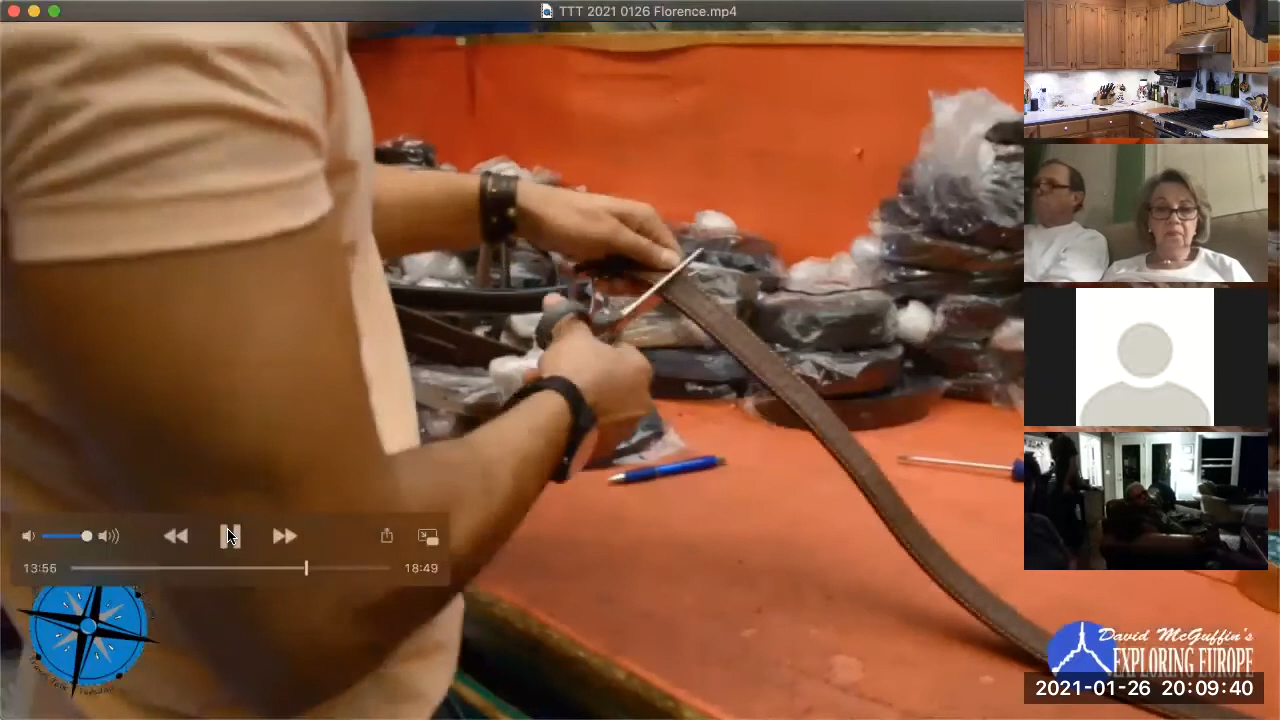 TTT 2021 0126 Florence.mp4
13:56
18:49
David McGuffin's
EXPLORING EUROPE
2021-01-26 20:09:40